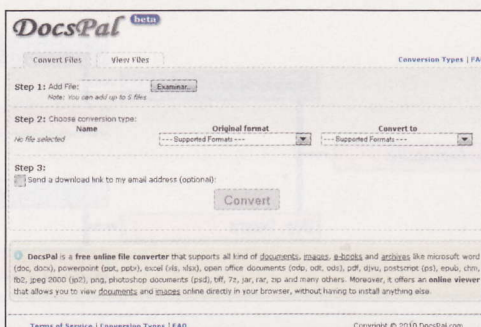 DocsPal beta
Convert Files View Files Conversion Types | FA
Step 1: Add File: Examinar...
Note: You can add up to 5 files
Step 2: Choose conversion type:
Name Original format Convert to
No file selected --- Supported Formats --- --- Supported Formats ---
Step 3:
Send a download link to my email address (optional):
Convert
DocsPal is a free online file converter that supports all kind of documents, images, e-books and archives like microsoft word
(doc, docx), powerpoint (ppt, pptx), excel (xls, xlsx), open office documents (odp, odt, ods), pdf, djvu, postscript (ps), epub, chm,
fb2, jpeg 2000 (jp2), png, photoshop documents (psd), tiff, 7z, jar, rar, zip and many others. Moreover, it offers an online viewer
that allows you to view documents and images online directly in your browser, without having to install anything else.
Terms of Service | Conversion Types | FAQ Copyright © 2010 DocsPal.com